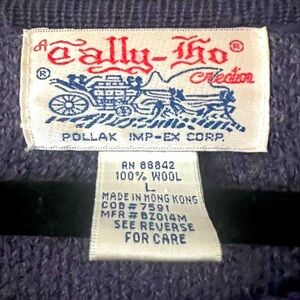 A Tally-Ho®
® Creation
POLLAK IMP-EX CORP.
RN 88842
100% WOOL
L
MADE IN HONG KONG
COD# 7591
MFR# BZ014M
SEE REVERSE
FOR CARE